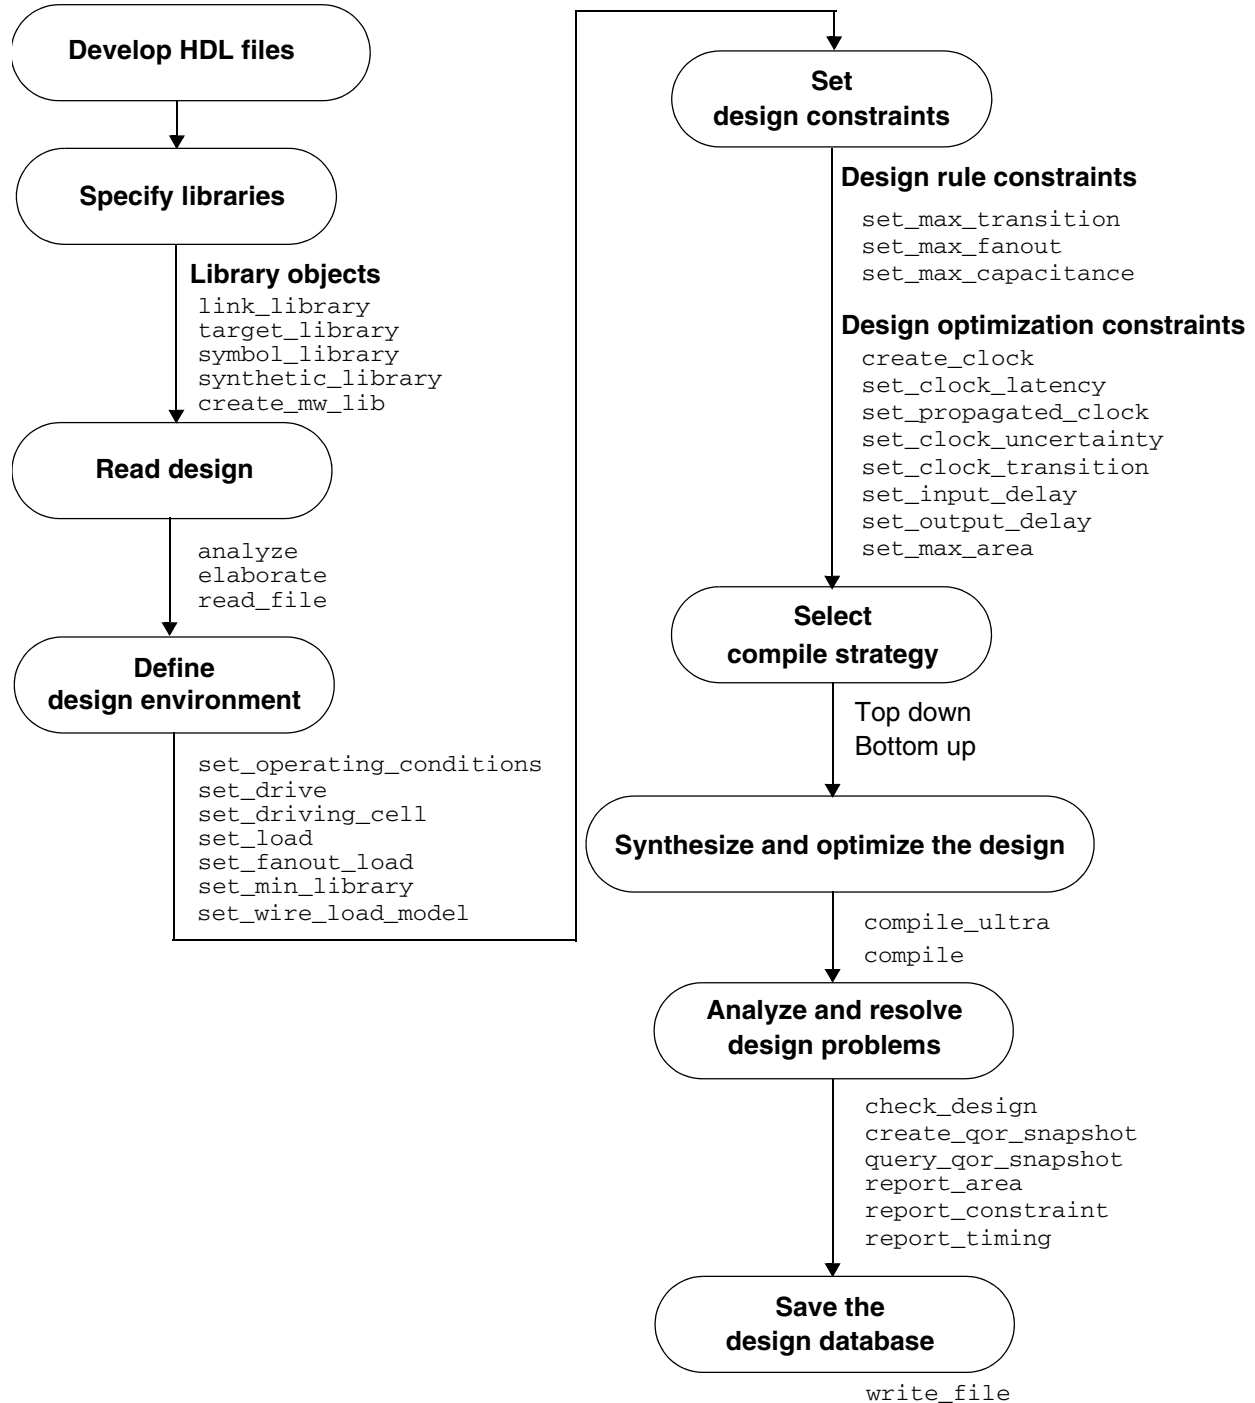 Develop HDL files
Specify libraries
Library objects
link_library
target_library
symbol_library
synthetic_library
create_mw_lib
Read design
analyze
elaborate
read_file
Define
design environment
set_operating_conditions
set_drive
set_driving_cell
set_load
set_fanout_load
set_min_library
set_wire_load_model
Set
design constraints
Design rule constraints
set_max_transition
set_max_fanout
set_max_capacitance
Design optimization constraints
create_clock
set_clock_latency
set_propagated_clock
set_clock_uncertainty
set_clock_transition
set_input_delay
set_output_delay
set_max_area
Select
compile strategy
Top down
Bottom up
Synthesize and optimize the design
compile_ultra
compile
Analyze and resolve
design problems
check_design
create_qor_snapshot
query_qor_snapshot
report_area
report_constraint
report_timing
Save the
design database
write_file